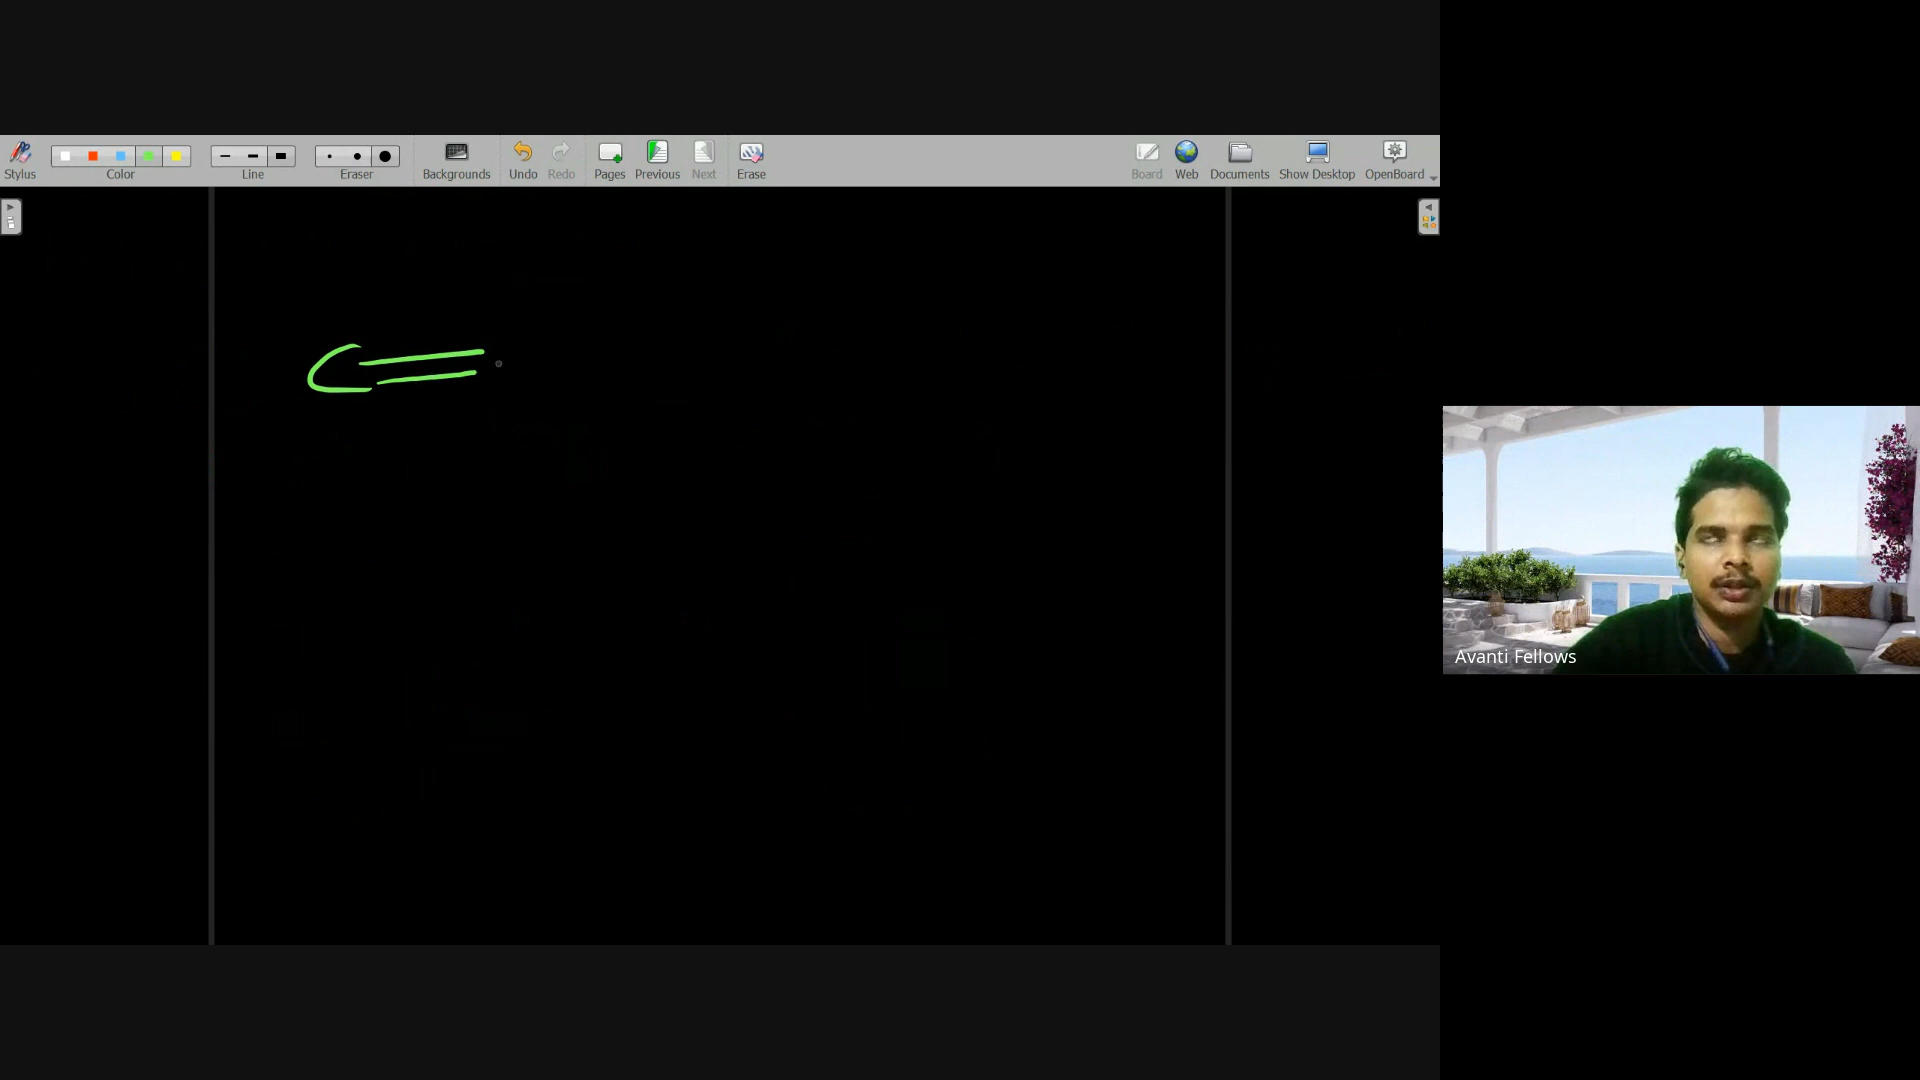 Stylus
Color
Line
Eraser
Backgrounds
Undo
Redo
Pages
Previous
Next
Erase
Board
Web
Documents
Show Desktop
OpenBoard
C=
Avanti Fellows